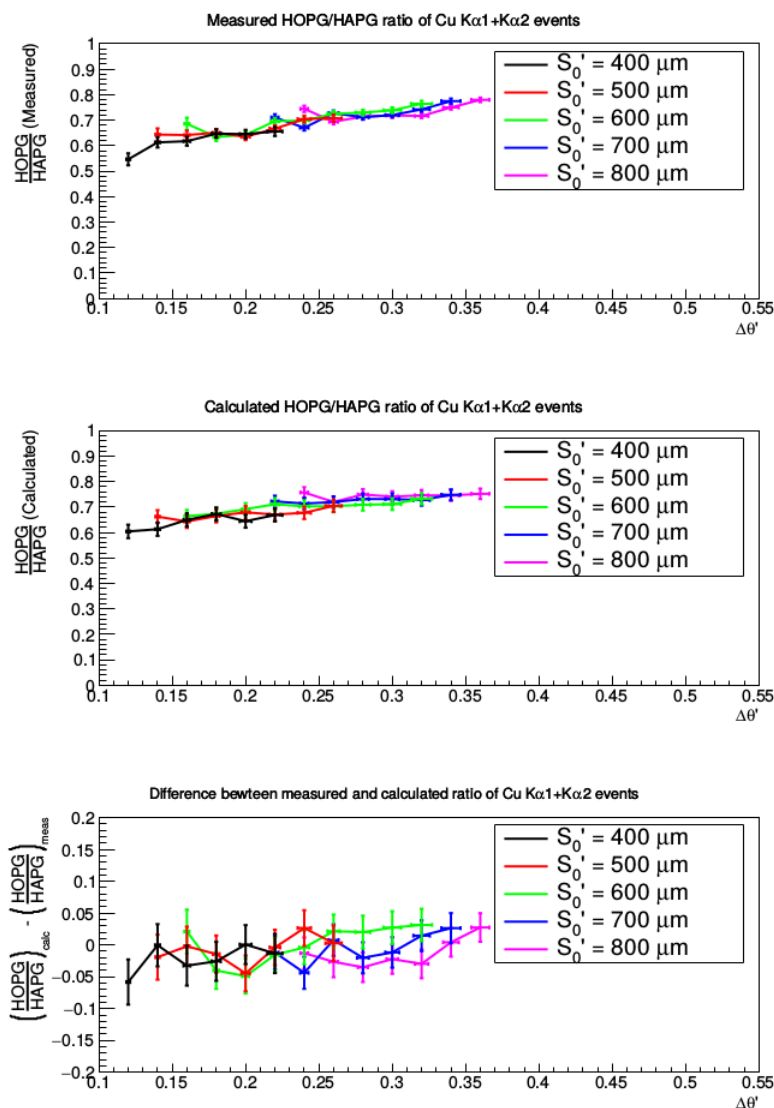 Measured HOPG/HAPG ratio of Cu Kα1+Kα2 events
HOPG
HAPG (Measured)
1
0.9
0.8
0.7
0.6
0.5
0.4
0.3
0.2
0.1
0
0.1 0.15 0.2 0.25 0.3 0.35 0.4 0.45 0.5 0.55
Δθ'
S0' = 400 μm
S0' = 500 μm
S0' = 600 μm
S0' = 700 μm
S0' = 800 μm
Calculated HOPG/HAPG ratio of Cu Kα1+Kα2 events
HOPG
HAPG (Calculated)
1
0.9
0.8
0.7
0.6
0.5
0.4
0.3
0.2
0.1
0
0.1 0.15 0.2 0.25 0.3 0.35 0.4 0.45 0.5 0.55
Δθ'
S0' = 400 μm
S0' = 500 μm
S0' = 600 μm
S0' = 700 μm
S0' = 800 μm
Difference bewteen measured and calculated ratio of Cu Kα1+Kα2 events
(HOPG/HAPG)calc - (HOPG/HAPG)meas
0.2
0.15
0.1
0.05
0
−0.05
−0.1
−0.15
−0.2
0.1 0.15 0.2 0.25 0.3 0.35 0.4 0.45 0.5 0.55
Δθ'
S0' = 400 μm
S0' = 500 μm
S0' = 600 μm
S0' = 700 μm
S0' = 800 μm